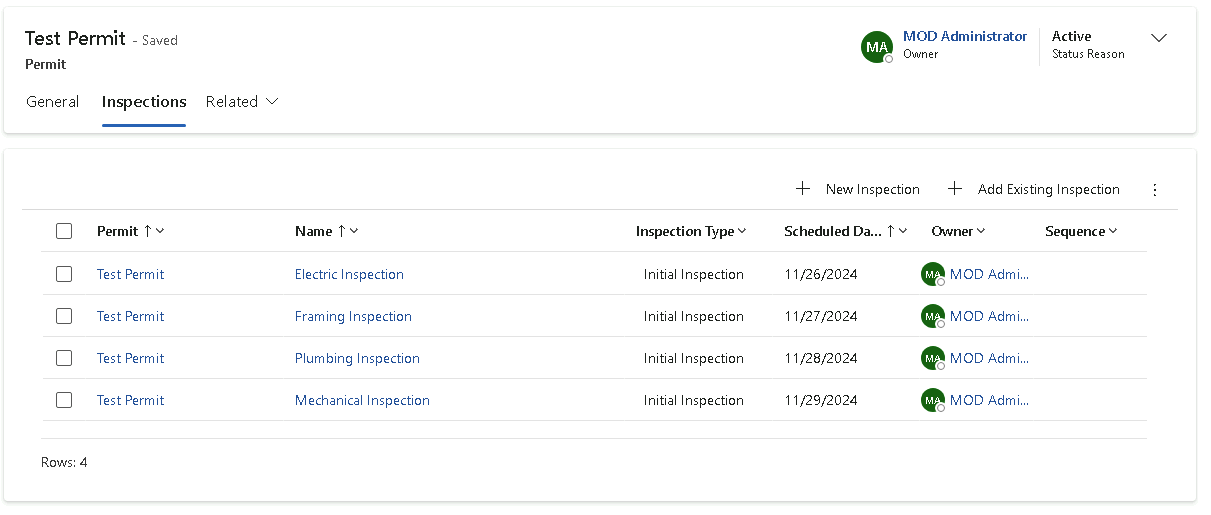 Test Permit - Saved
Permit
MA MOD Administrator
Owner
Active
Status Reason
General Inspections Related
New Inspection Add Existing Inspection
Permit Name Inspection Type Scheduled Da... Owner Sequence
Test Permit Electric Inspection Initial Inspection 11/26/2024 MA MOD Admi...
Test Permit Framing Inspection Initial Inspection 11/27/2024 MA MOD Admi...
Test Permit Plumbing Inspection Initial Inspection 11/28/2024 MA MOD Admi...
Test Permit Mechanical Inspection Initial Inspection 11/29/2024 MA MOD Admi...
Rows: 4